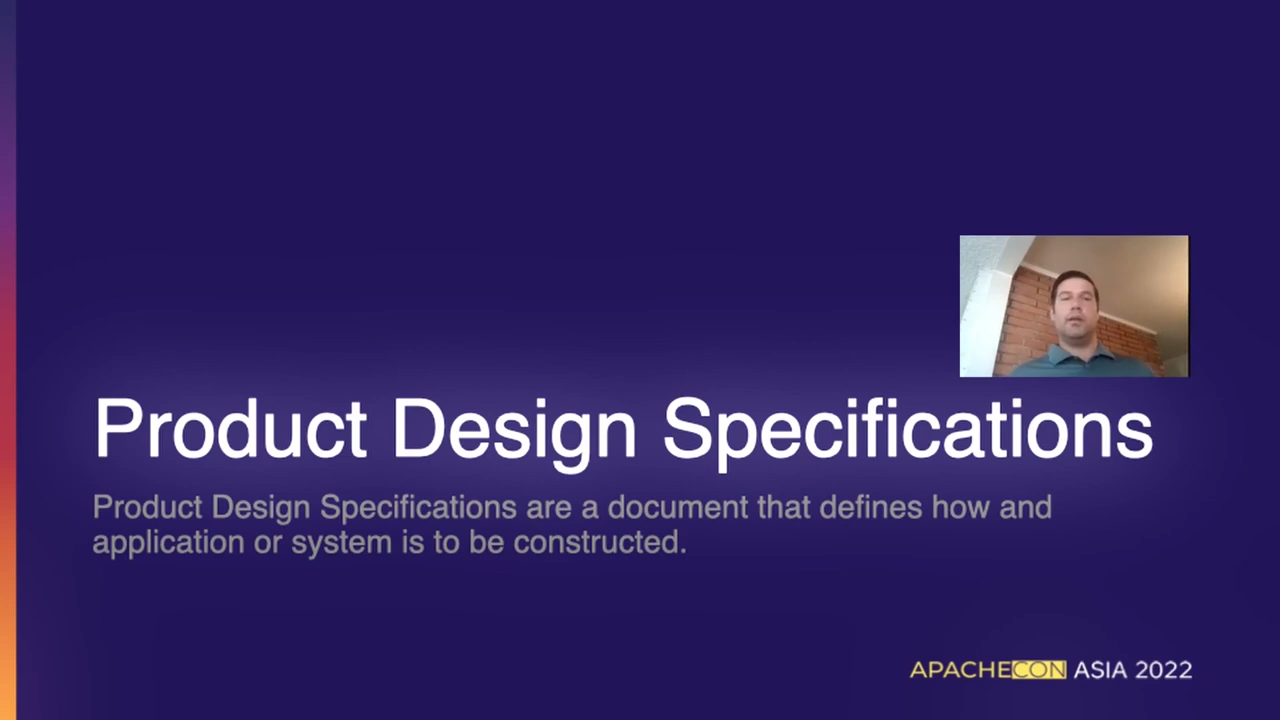 Product Design Specifications
Product Design Specifications are a document that defines how and
application or system is to be constructed.
APACHECON ASIA 2022